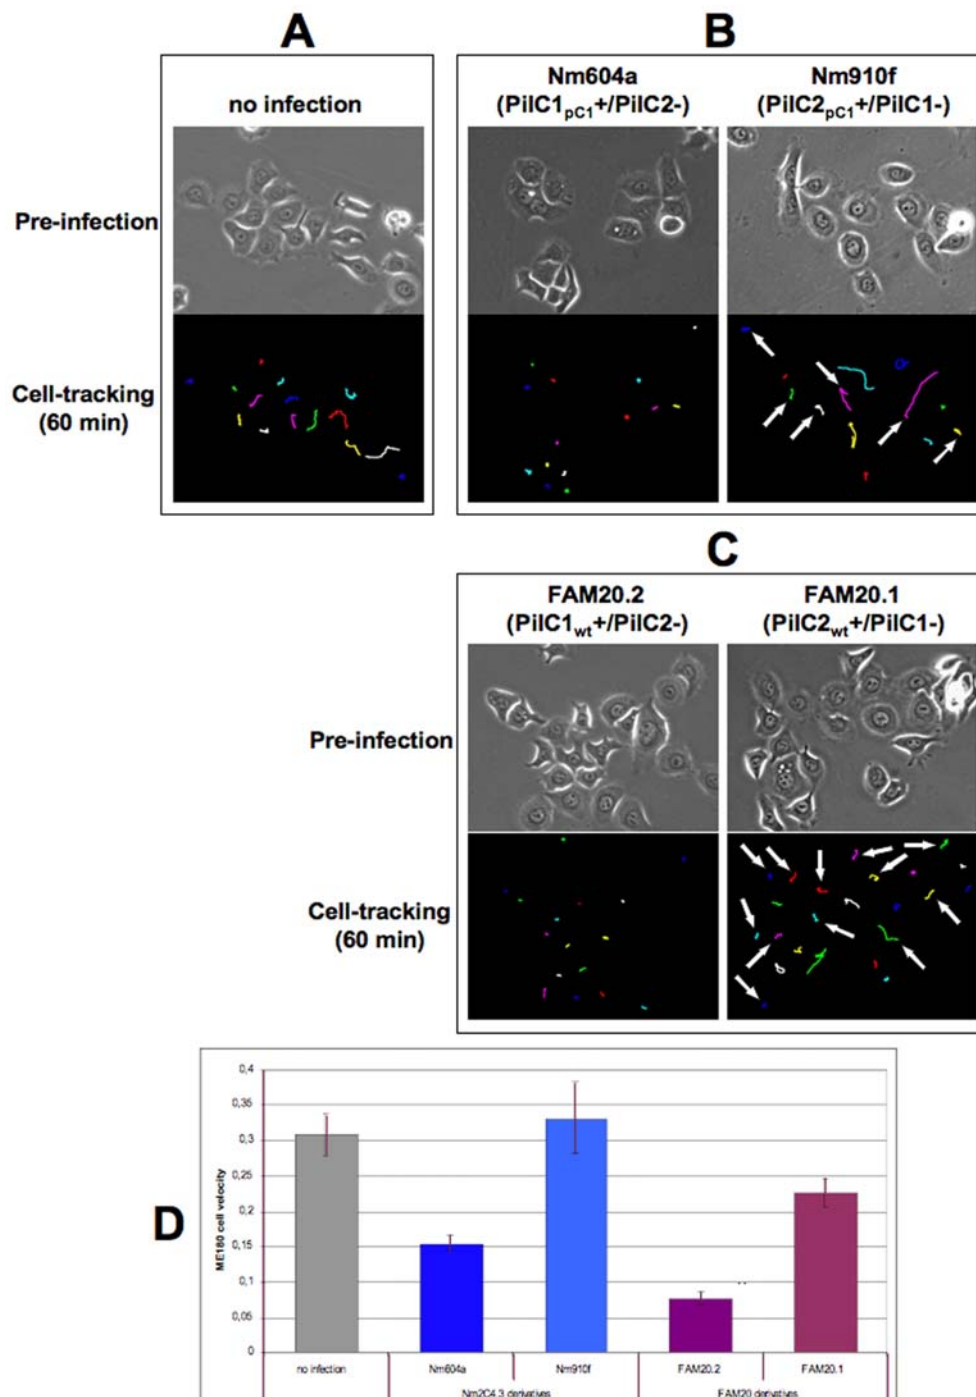 A
B
no infection
Nm604a
(PilC1pC1+/PilC2-)
Nm910f
(PilC2pC1+/PilC1-)
Pre-infection
Cell-tracking
(60 min)
C
FAM20.2
(PilC1wt+/PilC2-)
FAM20.1
(PilC2wt+/PilC1-)
Pre-infection
Cell-tracking
(60 min)
D
ME180 cell velocity
0,4
0,35
0,3
0,25
0,2
0,15
0,1
0,05
0
no infection
Nm604a
Nm910f
FAM20.2
FAM20.1
Nm2C4.3 derivatives
FAM20 derivatives